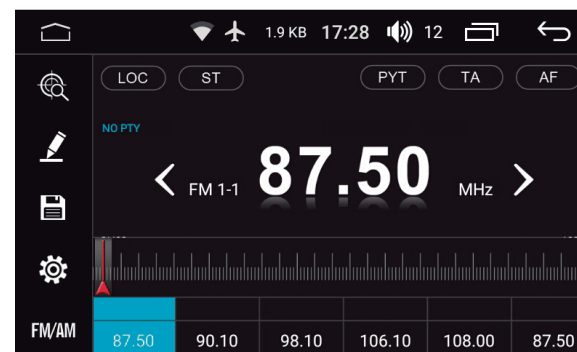 1.9 KB 17:28 12
LOC ST PYT TA AF
NO PTY
FM 1-1 87.50 MHz
FM/AM 87.50 90.10 98.10 106.10 108.00 87.50